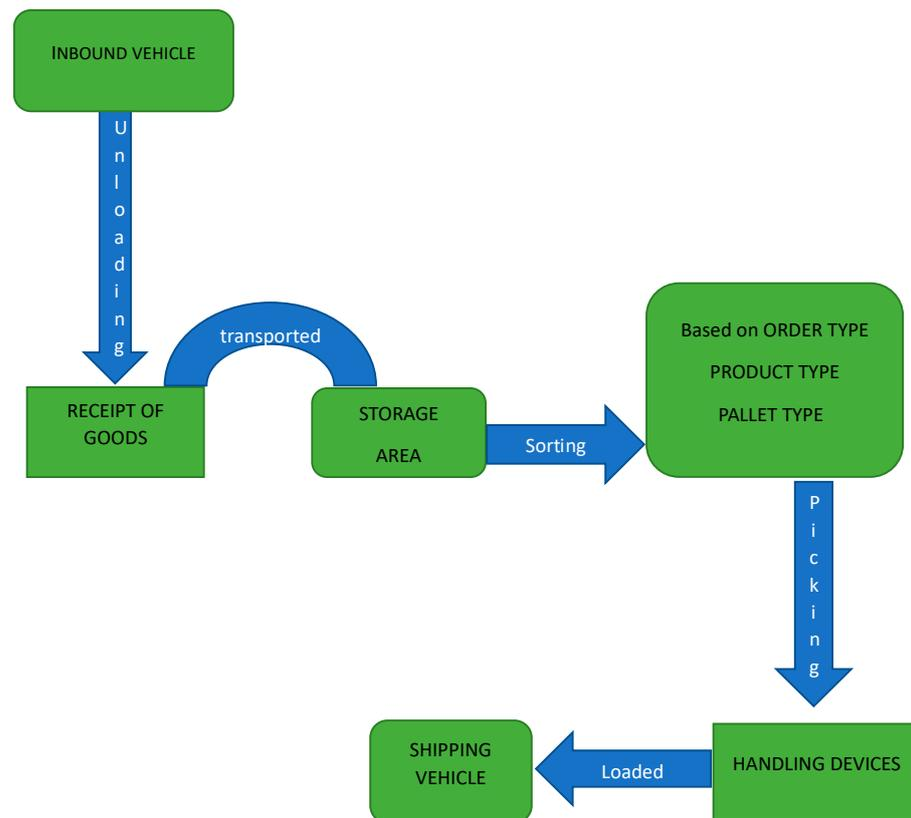 INBOUND VEHICLE
Unloading
transported
RECEIPT OF
GOODS
STORAGE
AREA
Sorting
Based on ORDER TYPE
PRODUCT TYPE
PALLET TYPE
Picking
HANDLING DEVICES
Loaded
SHIPPING
VEHICLE